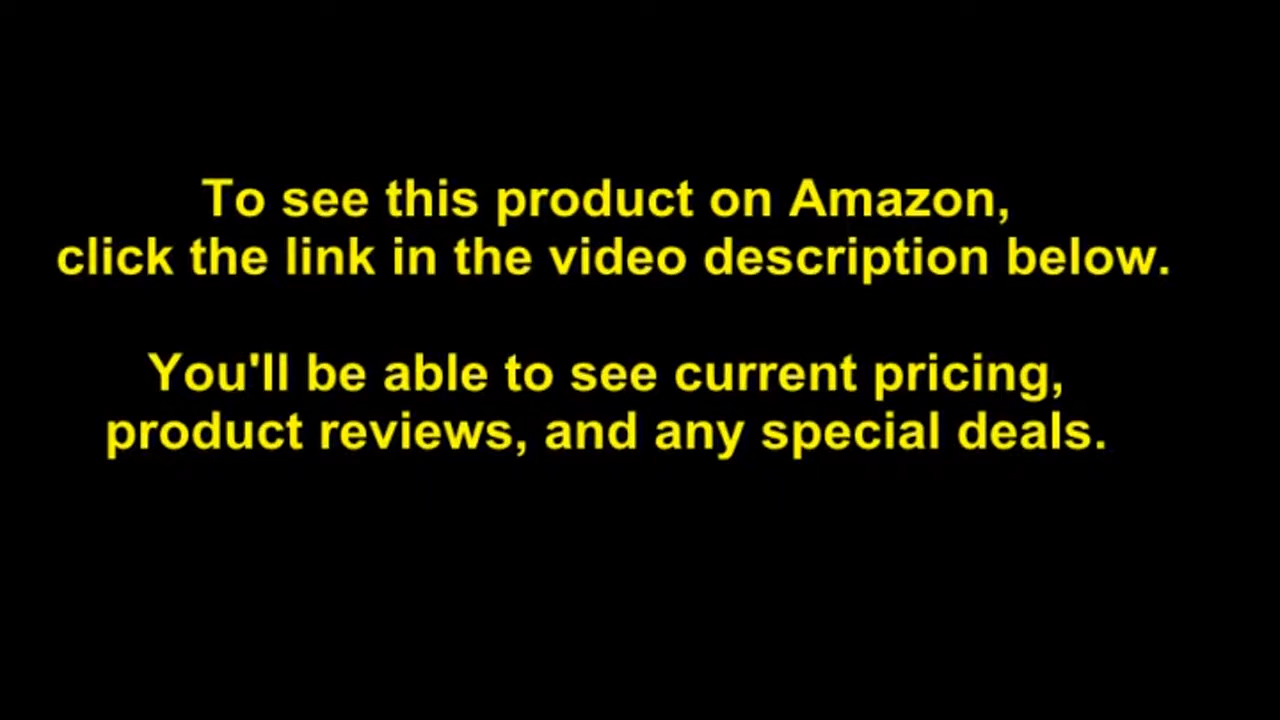 To see this product on Amazon,
click the link in the video description below.
You'll be able to see current pricing,
product reviews, and any special deals.